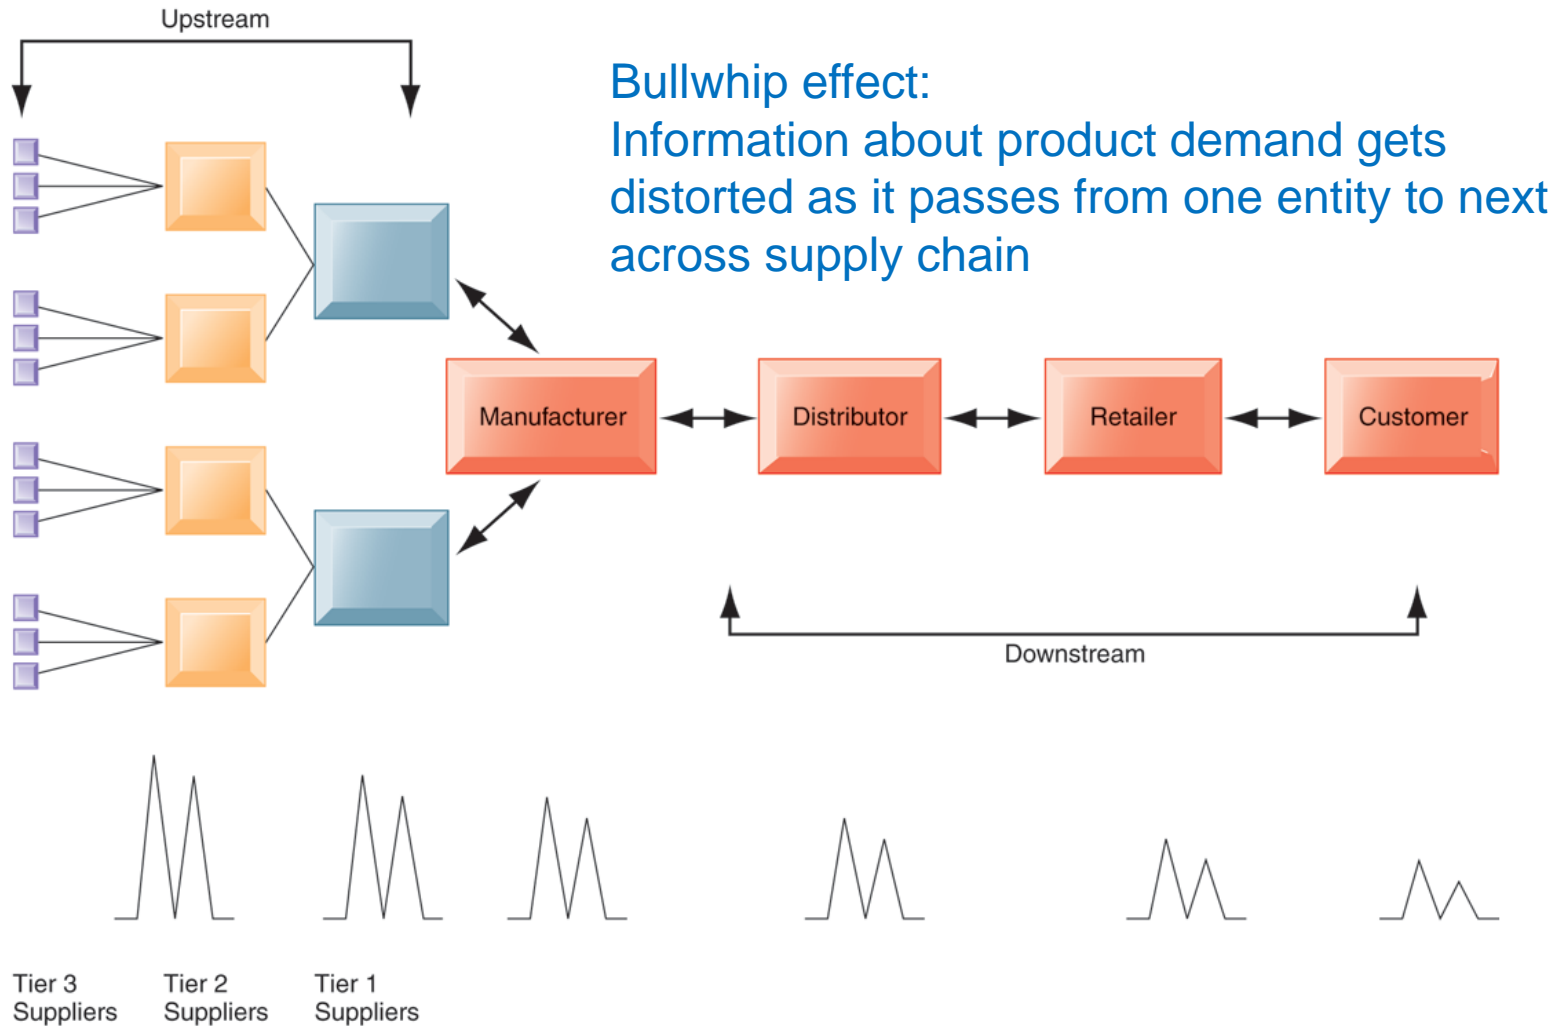 Upstream
Bullwhip effect:
Information about product demand gets
distorted as it passes from one entity to next
across supply chain
Manufacturer
Distributor
Retailer
Customer
Downstream
Tier 3
Suppliers
Tier 2
Suppliers
Tier 1
Suppliers